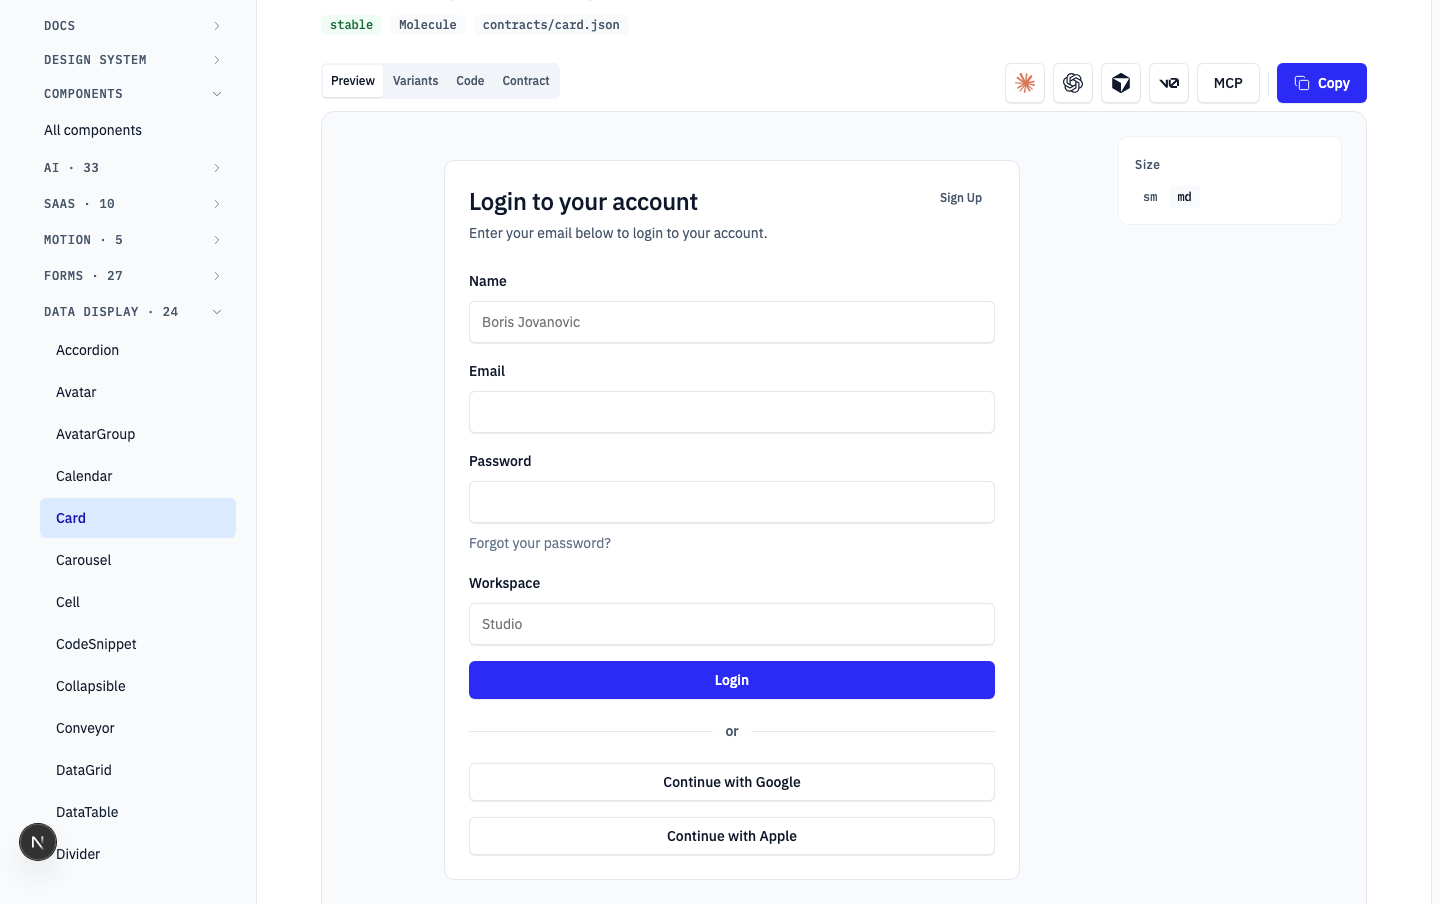 DOCS
DESIGN SYSTEM
COMPONENTS
All components
AI · 33
SAAS · 10
MOTION · 5
FORMS · 27
DATA DISPLAY · 24
Accordion
Avatar
AvatarGroup
Calendar
Card
Carousel
Cell
CodeSnippet
Collapsible
Conveyor
DataGrid
DataTable
Divider
N
stable Molecule contracts/card.json
Preview Variants Code Contract
v0 MCP Copy
Login to your account Sign Up
Enter your email below to login to your account.
Name
Boris Jovanovic
Email
Password
Forgot your password?
Workspace
Studio
Login
or
Continue with Google
Continue with Apple
Size
sm md